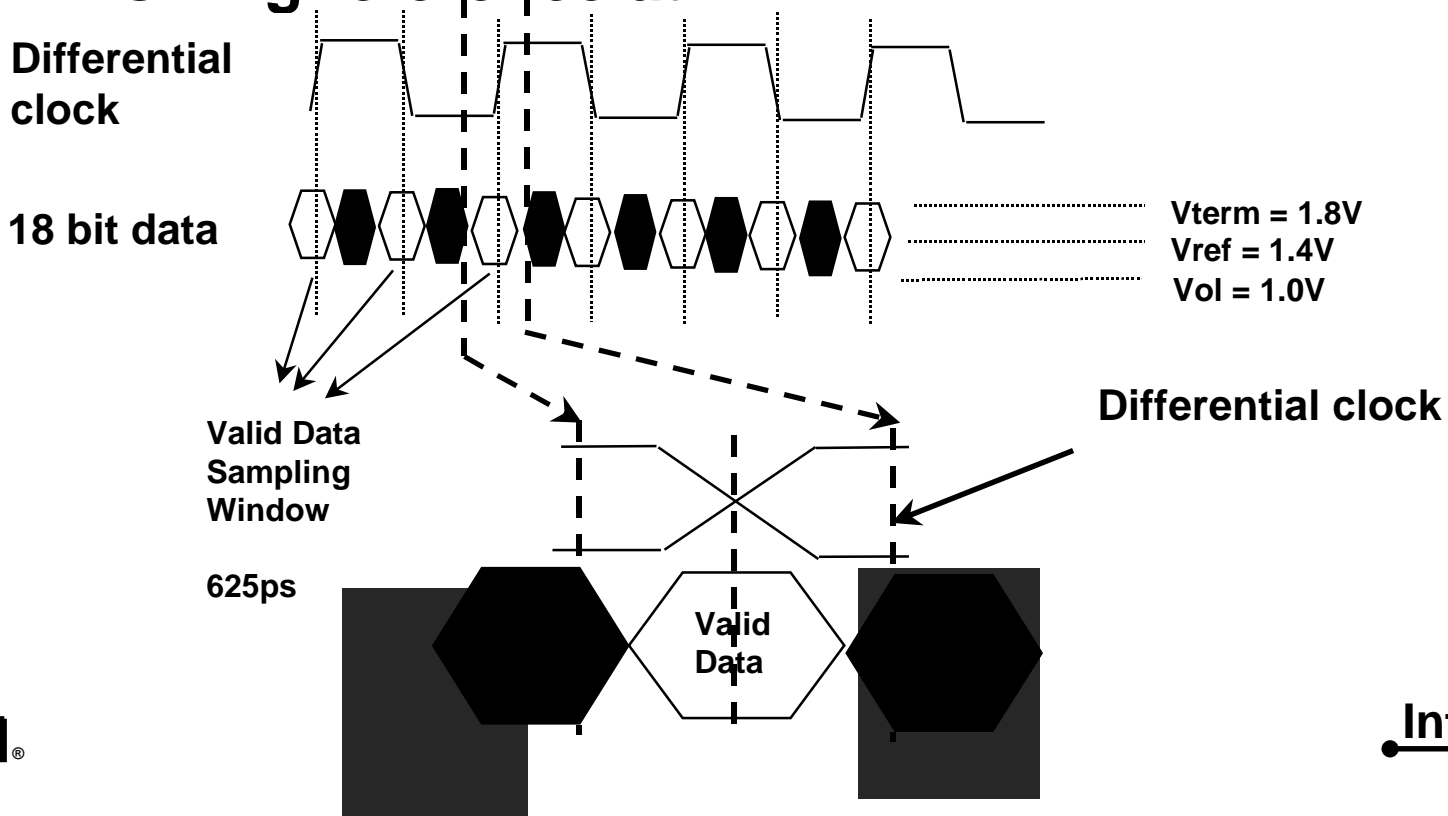 Differential
clock
18 bit data
Vterm = 1.8V
Vref = 1.4V
Vol = 1.0V
Differential clock
Valid Data
Sampling
Window
625ps
Valid
Data
®